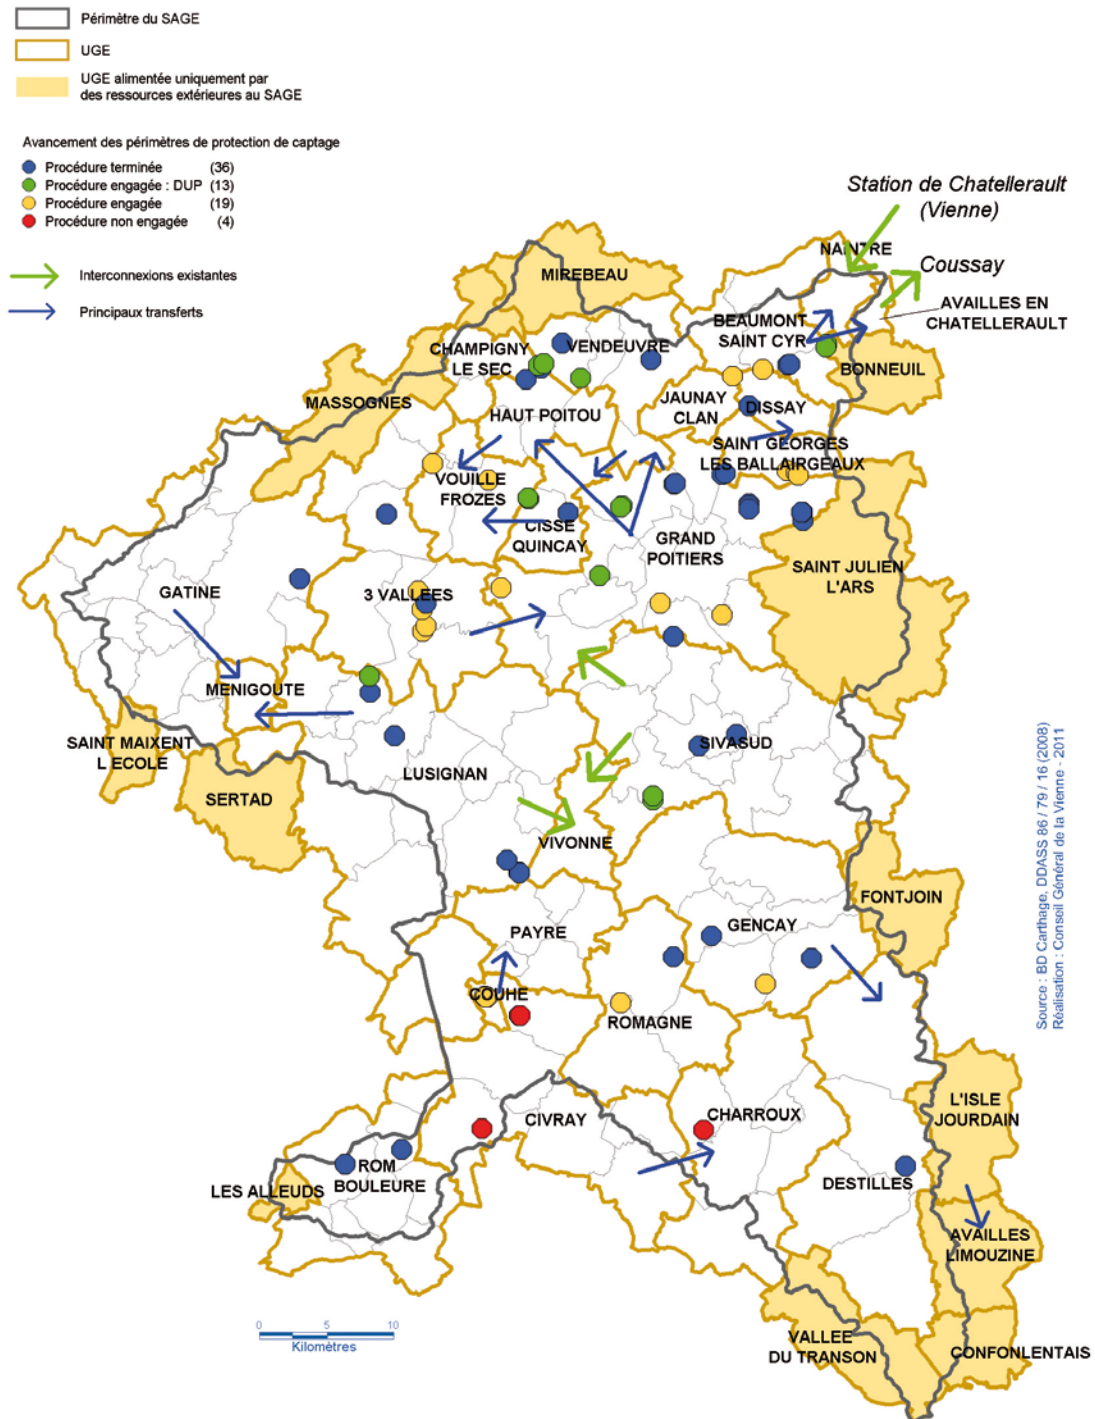 Périmètre du SAGE
UGE
UGE alimentée uniquement par
des ressources extérieures au SAGE
Avancement des périmètres de protection de captage
Procédure terminée (36)
Procédure engagée : DUP (13)
Procédure engagée (19)
Procédure non engagée (4)
Interconnexions existantes
Principaux transferts
Station de Chatellerault
(Vienne)
NAINTRE
Coussay
MIREBEAU
AVAILLES EN
CHATELLERAULT
BEAUMONT
SAINT CYR
CHAMPIGNY
LE SEC
VENDEUVRE
BONNEUIL
MASSOGNES
JAUNAY
CLAN
DISSAY
HAUT POITOU
SAINT GEORGES
LES BALLAIRGEAUX
VOUILLE
FROZES
CISSE
QUINCAY
GRAND
POITIERS
SAINT JULIEN
L'ARS
GATINE
3 VALLEES
MENIGOUTE
SAINT MAIXENT
L ECOLE
SIVASUD
LUSIGNAN
SERTAD
VIVONNE
FONTJOIN
GENCAY
PAYRE
COUHE
ROMAGNE
L'ISLE
JOURDAIN
CHARROUX
CIVRAY
ROM
BOULEURE
LES ALLEUDS
DESTILLES
AVAILLES
LIMOUZINE
VALLEE
DU TRANSON
CONFONLENTAIS
0 5 10
Kilomètres
Source : BD Carthage, DDASS 86 / 79 / 16 (2008)
Réalisation : Conseil Général de la Vienne - 2011